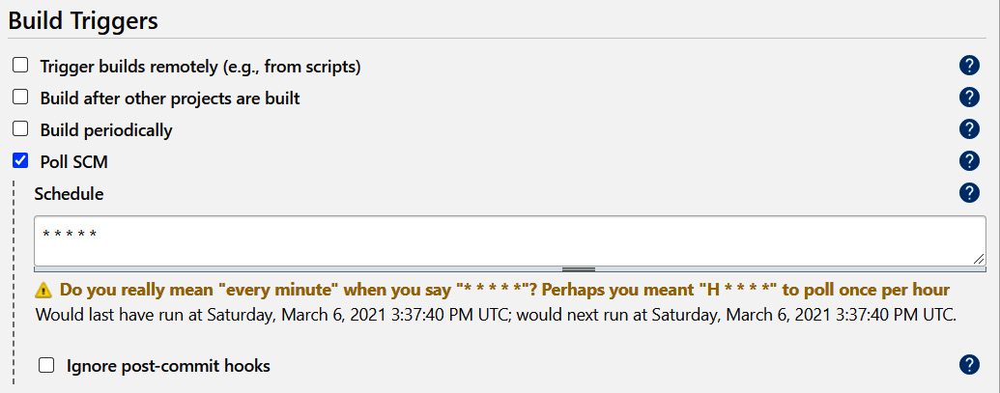 Build Triggers
Trigger builds remotely (e.g., from scripts)
Build after other projects are built
Build periodically
Poll SCM
Schedule
* * * * *
Do you really mean "every minute" when you say "* * * * *"? Perhaps you meant "H * * * *" to poll once per hour
Would last have run at Saturday, March 6, 2021 3:37:40 PM UTC; would next run at Saturday, March 6, 2021 3:37:40 PM UTC.
Ignore post-commit hooks